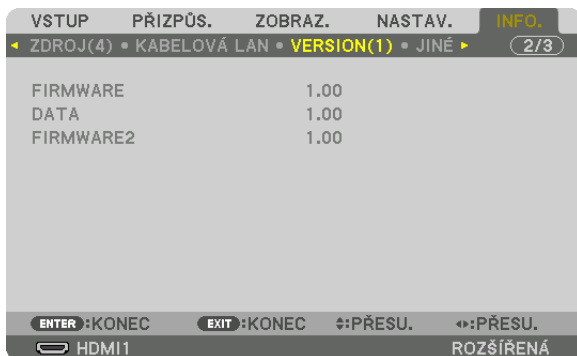 VSTUP PŘIZPŮS. ZOBRAZ. NASTAV. INFO.
ZDROJ(4) • KABELOVÁ LAN • VERSION(1) • JINÉ 2/3
FIRMWARE 1.00
DATA 1.00
FIRMWARE2 1.00
ENTER :KONEC EXIT :KONEC :PŘESU. :PŘESU.
HDMI1 ROZŠÍŘENÁ